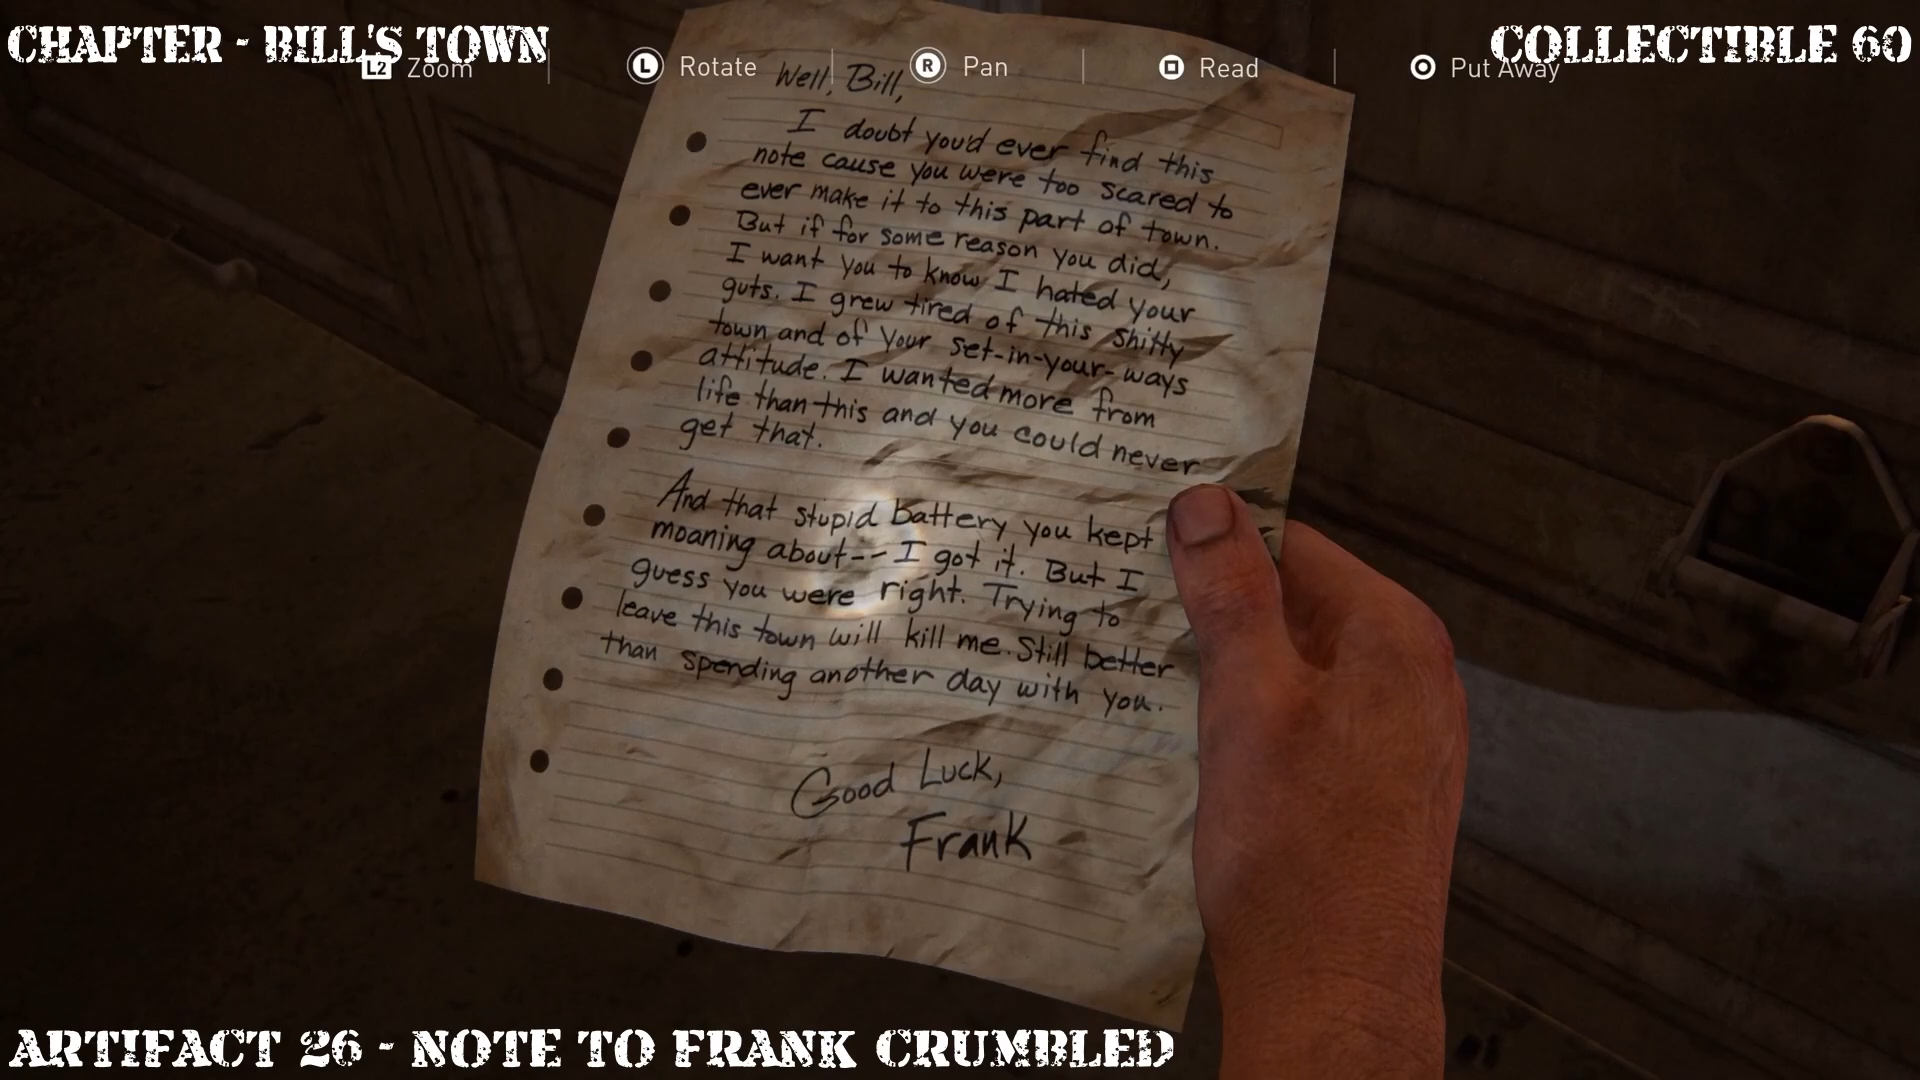 CHAPTER - BILL'S TOWN
COLLECTIBLE 60
L2 Zoom
L Rotate
R Pan
Read
Put Away
Well, Bill,
I doubt you'd ever find this
note cause you were too scared to
ever make it to this part of town.
But if for some reason you did,
I want you to know I hated your
guts. I grew tired of this shitty
town and of your set-in-your-ways
attitude. I wanted more from
life than this and you could never
get that.
And that stupid battery you kept
moaning about-- I got it. But I
guess you were right. Trying to
leave this town will kill me. Still better
than spending another day with you.
Good Luck,
Frank
ARTIFACT 26 - NOTE TO FRANK CRUMBLED